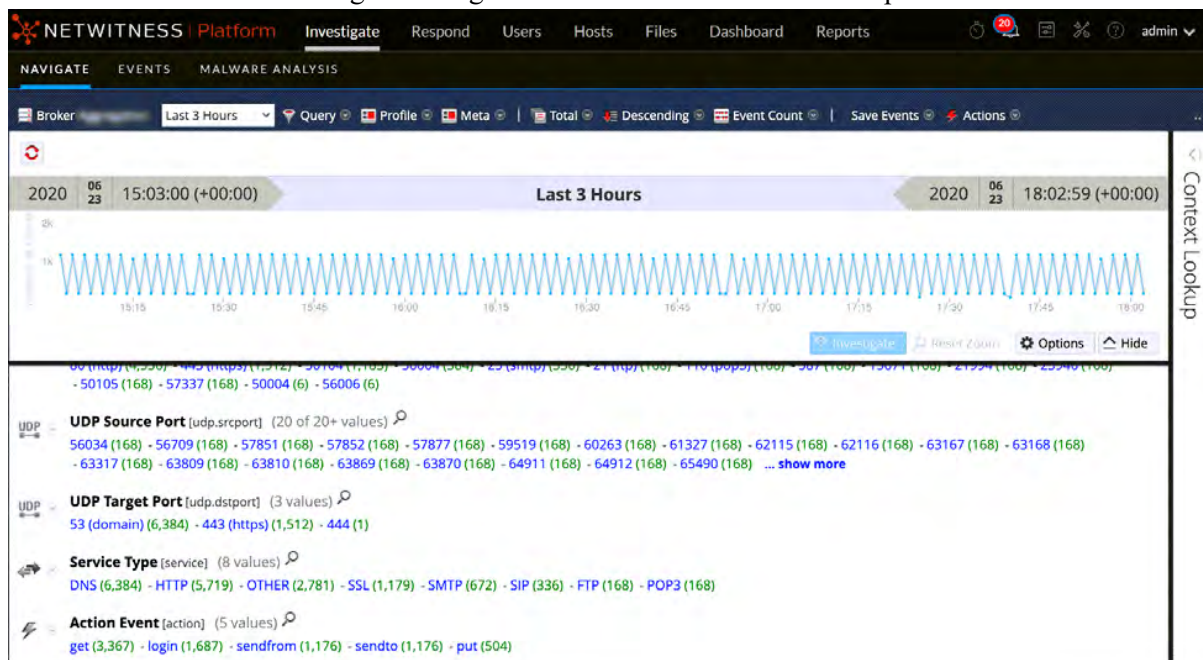 NETWITNESS Platform Investigate Respond Users Hosts Files Dashboard Reports 20 admin
NAVIGATE EVENTS MALWARE ANALYSIS
Broker Last 3 Hours Query Profile Meta | Total Descending Event Count | Save Events Actions
2020 06 23 15:03:00 (+00:00) Last 3 Hours 2020 06 23 18:02:59 (+00:00)
Context Lookup
2k
1k
15:15 15:30 15:45 16:00 16:15 16:30 16:45 17:00 17:15 17:30 17:45 18:00
Investigate Reset Zoom Options Hide
- 50105 (168) - 57337 (168) - 50004 (6) - 56006 (6)
UDP UDP Source Port [udp.srcport] (20 of 20+ values)
56034 (168) - 56709 (168) - 57851 (168) - 57852 (168) - 57877 (168) - 59519 (168) - 60263 (168) - 61327 (168) - 62115 (168) - 62116 (168) - 63167 (168) - 63168 (168)
- 63317 (168) - 63809 (168) - 63810 (168) - 63869 (168) - 63870 (168) - 64911 (168) - 64912 (168) - 65490 (168) ... show more
UDP UDP Target Port [udp.dstport] (3 values)
53 (domain) (6,384) - 443 (https) (1,512) - 444 (1)
Service Type [service] (8 values)
DNS (6,384) - HTTP (5,719) - OTHER (2,781) - SSL (1,179) - SMTP (672) - SIP (336) - FTP (168) - POP3 (168)
Action Event [action] (5 values)
get (3,367) - login (1,687) - sendfrom (1,176) - sendto (1,176) - put (504)